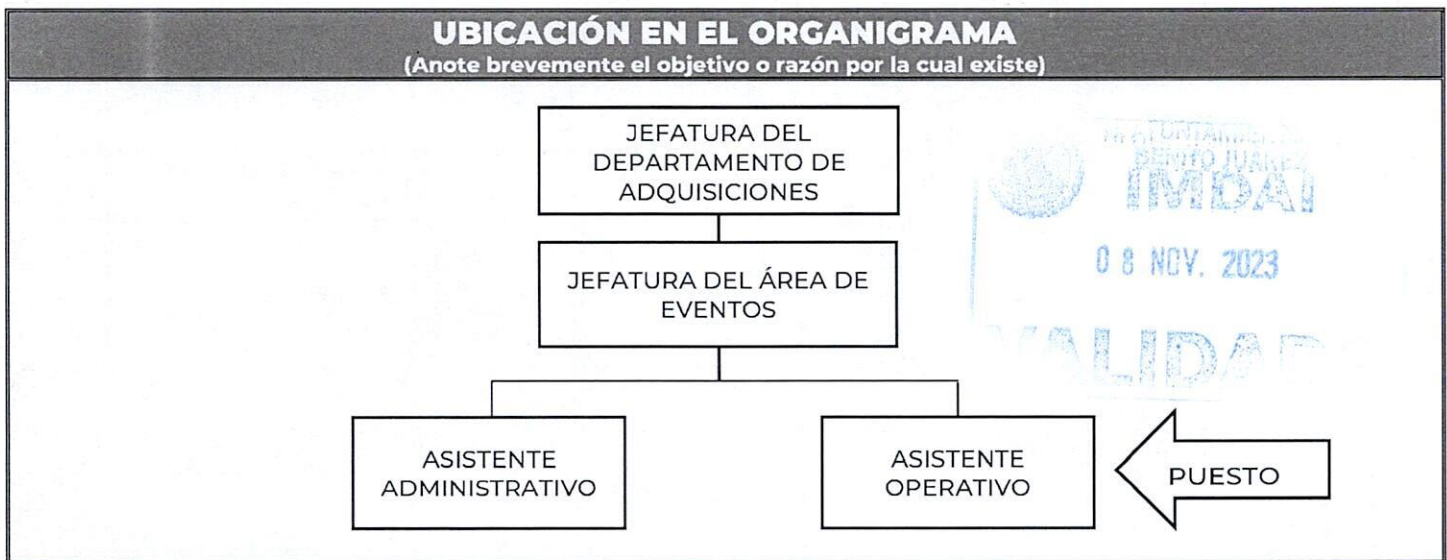 UBICACIÓN EN EL ORGANIGRAMA
(Anote brevemente el objetivo o razón por la cual existe)
JEFATURA DEL
DEPARTAMENTO DE
ADQUISICIONES
BENITO JUÁREZ
IMDAI
08 NOV. 2023
JEFATURA DEL ÁREA DE
EVENTOS
ASISTENTE
ADMINISTRATIVO
ASISTENTE
OPERATIVO
PUESTO